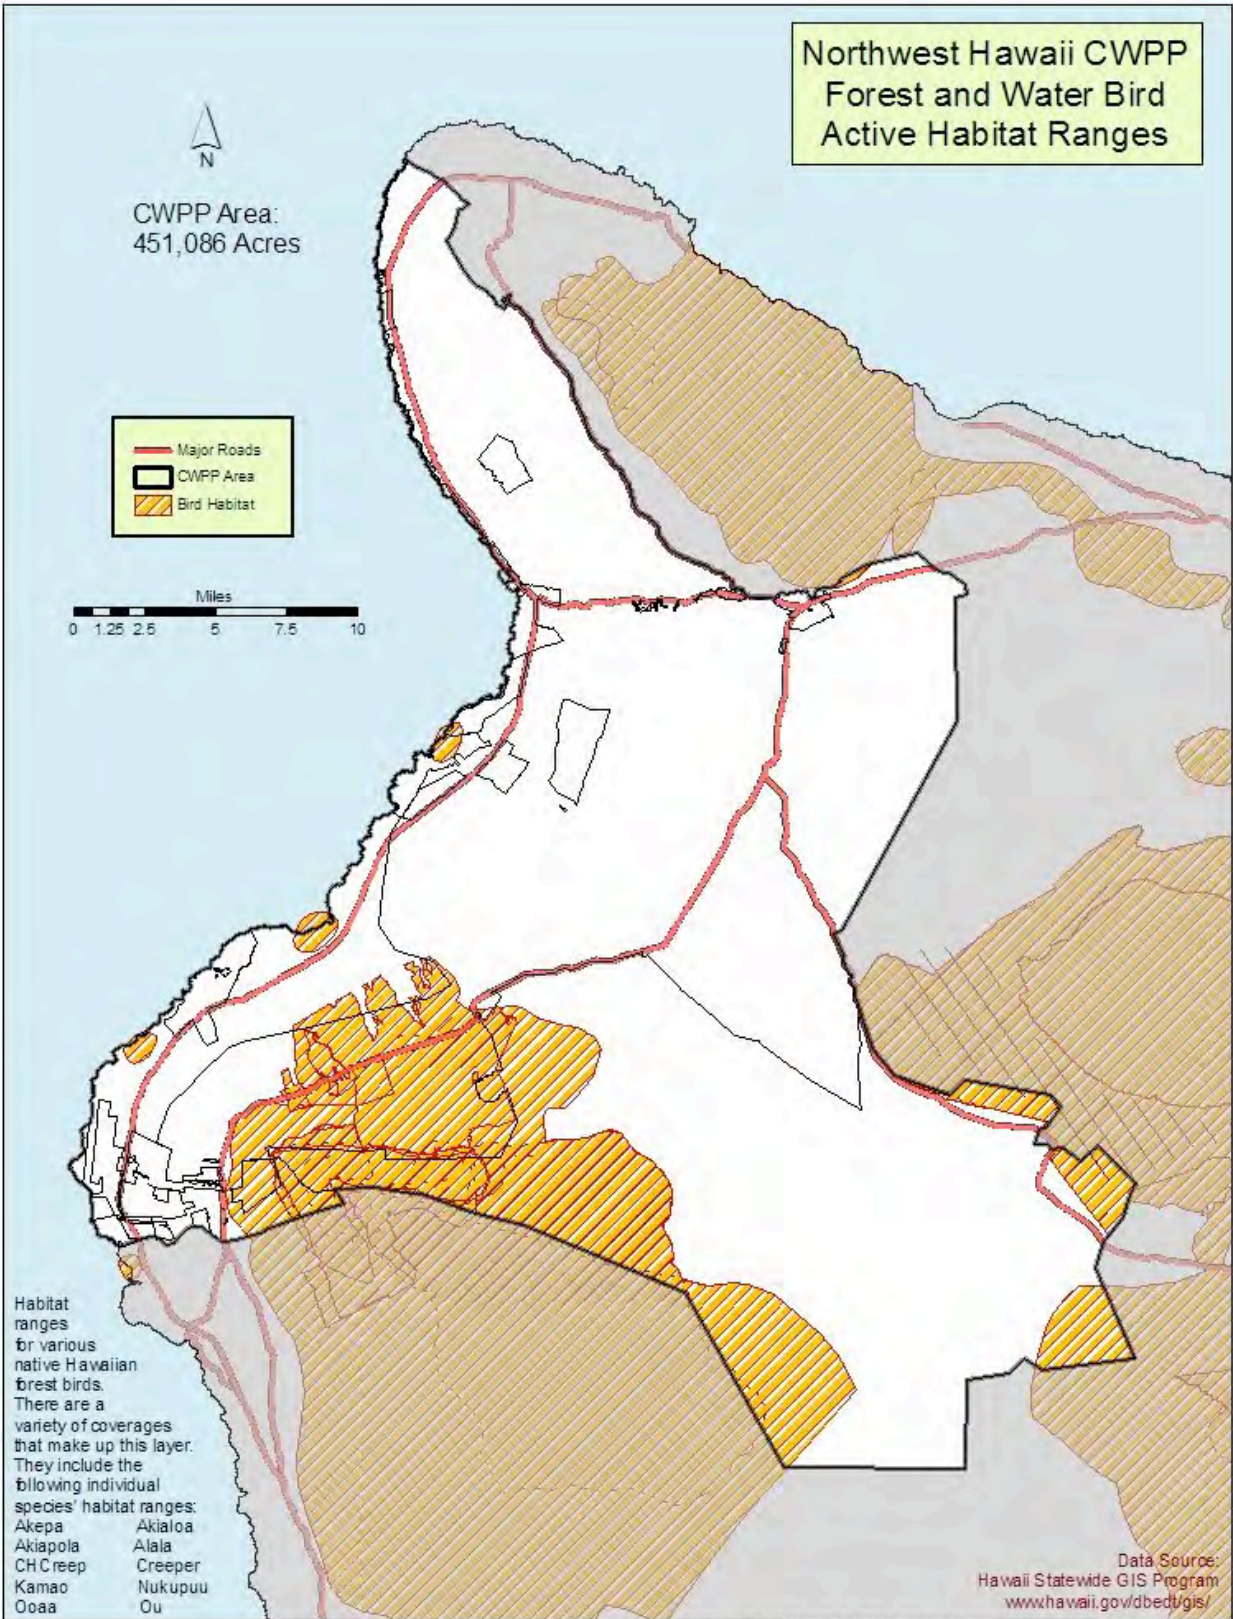 Northwest Hawaii CWPP
Forest and Water Bird
Active Habitat Ranges
N
CWPP Area:
451,086 Acres
Major Roads
CWPP Area
Bird Habitat
Miles
0 1.25 2.5 5 7.5 10
Habitat
ranges
for various
native Hawaiian
forest birds.
There are a
variety of coverages
that make up this layer.
They include the
following individual
species' habitat ranges:
Akepa Akialoa
Akiapola Alala
CHCreep Creeper
Kamao Nukupuu
Ooaa Ou
Data Source:
Hawaii Statewide GIS Program
www.hawaii.gov/dbedt/gis/